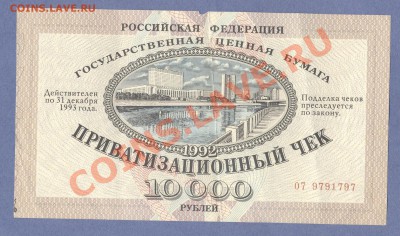 COINS.LAVE.RU
РОССИЙСКАЯ ФЕДЕРАЦИЯ
ГОСУДАРСТВЕННАЯ ЦЕННАЯ БУМАГА
Действителен
по 31 декабря
1993 года.
Подделка чеков
преследуется
по закону.
1992
ПРИВАТИЗАЦИОННЫЙ ЧЕК
10 000
РУБЛЕЙ
07 9791797
COINS.LAVE.RU